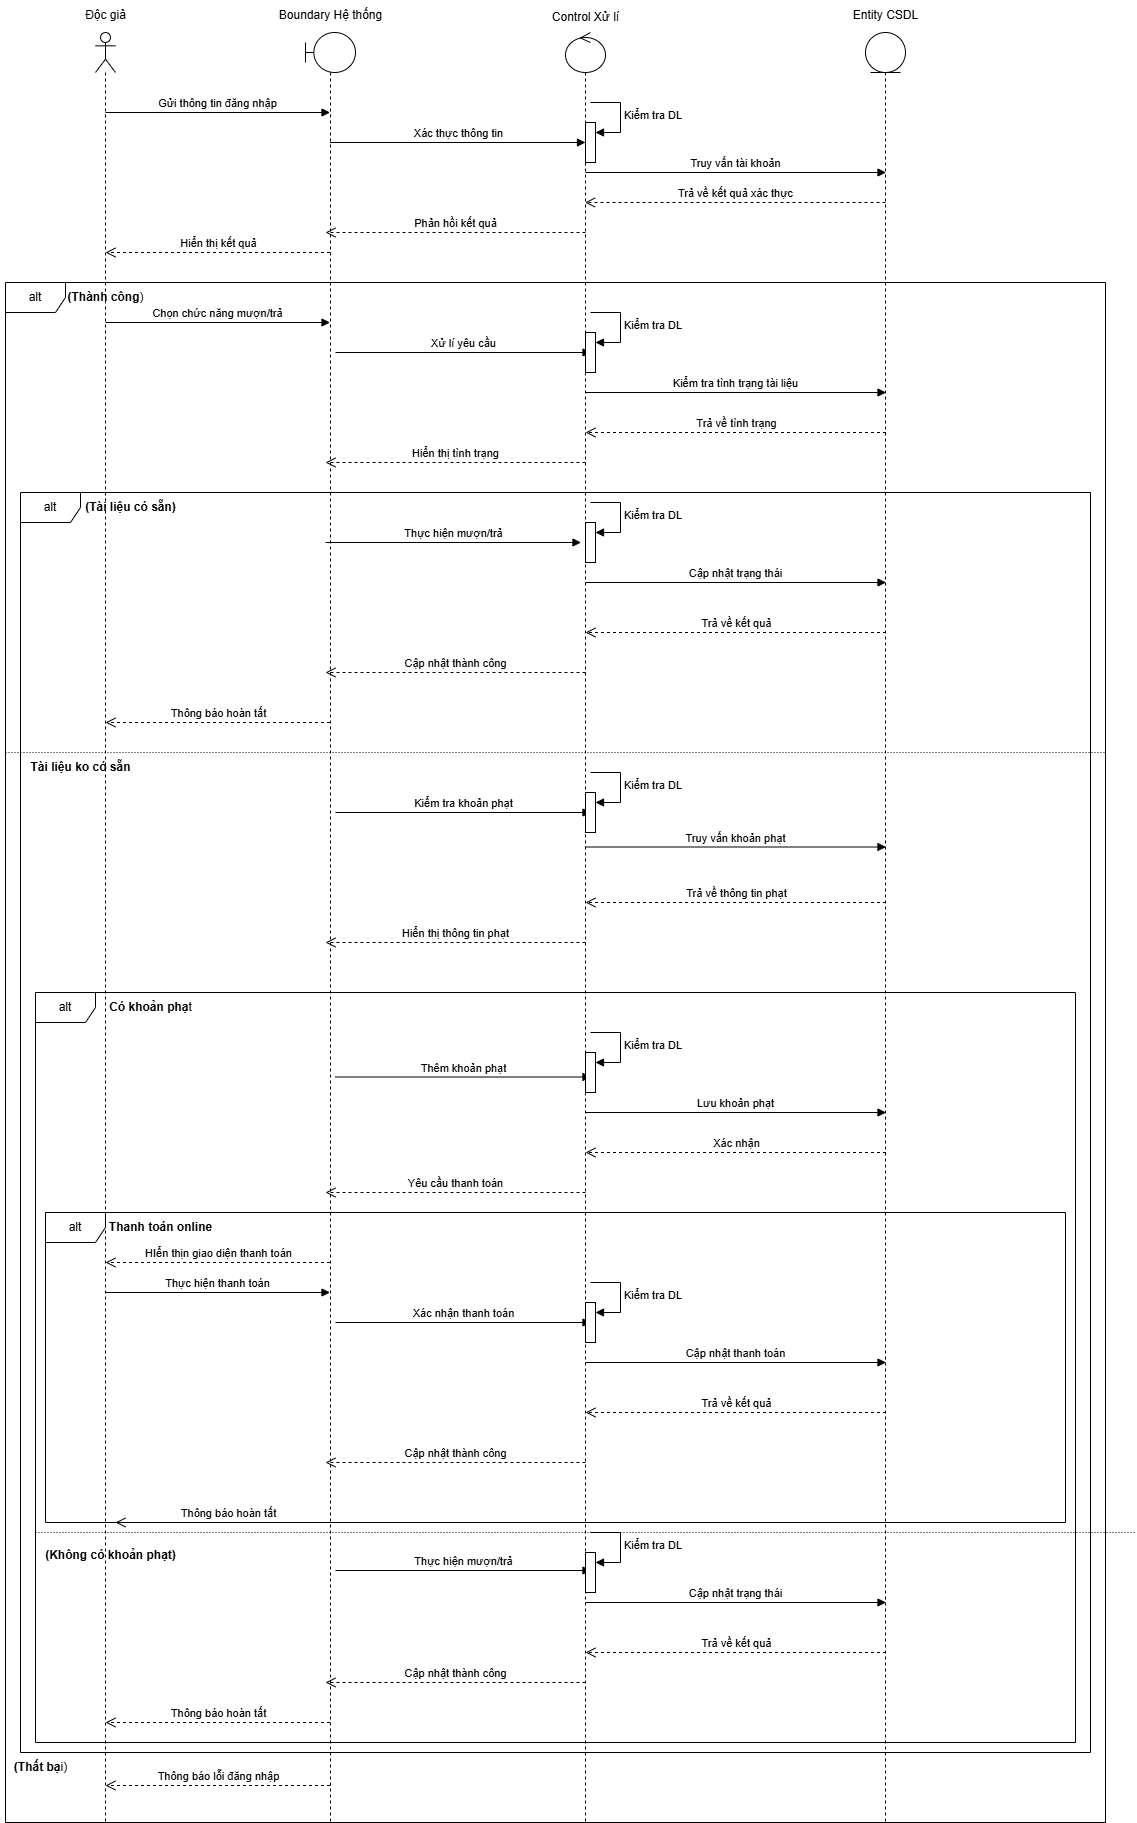 Độc giả
Boundary Hệ thống
Control Xử lí
Entity CSDL
Gửi thông tin đăng nhập
Kiểm tra DL
Xác thực thông tin
Truy vấn tài khoản
Trả về kết quả xác thực
Phản hồi kết quả
Hiển thị kết quả
alt
(Thành công)
Chọn chức năng mượn/trả
Kiểm tra DL
Xử lí yêu cầu
Kiểm tra tình trạng tài liệu
Trả về tình trạng
Hiển thị tình trạng
alt
(Tài liệu có sẵn)
Kiểm tra DL
Thực hiện mượn/trả
Cập nhật trạng thái
Trả về kết quả
Cập nhật thành công
Thông báo hoàn tất
Tài liệu ko có sẵn
Kiểm tra DL
Kiểm tra khoản phạt
Truy vấn khoản phạt
Trả về thông tin phạt
Hiển thị thông tin phạt
alt
Có khoản phạt
Kiểm tra DL
Thêm khoản phạt
Lưu khoản phạt
Xác nhận
Yêu cầu thanh toán
alt
Thanh toán online
HIển thịn giao diện thanh toán
Thực hiện thanh toán
Kiểm tra DL
Xác nhận thanh toán
Cập nhật thanh toán
Trả về kết quả
Cập nhật thành công
Thông báo hoàn tất
Kiểm tra DL
(Không có khoản phạt)
Thực hiện mượn/trả
Cập nhật trạng thái
Trả về kết quả
Cập nhật thành công
Thông báo hoàn tất
(Thất bại)
Thông báo lỗi đăng nhập